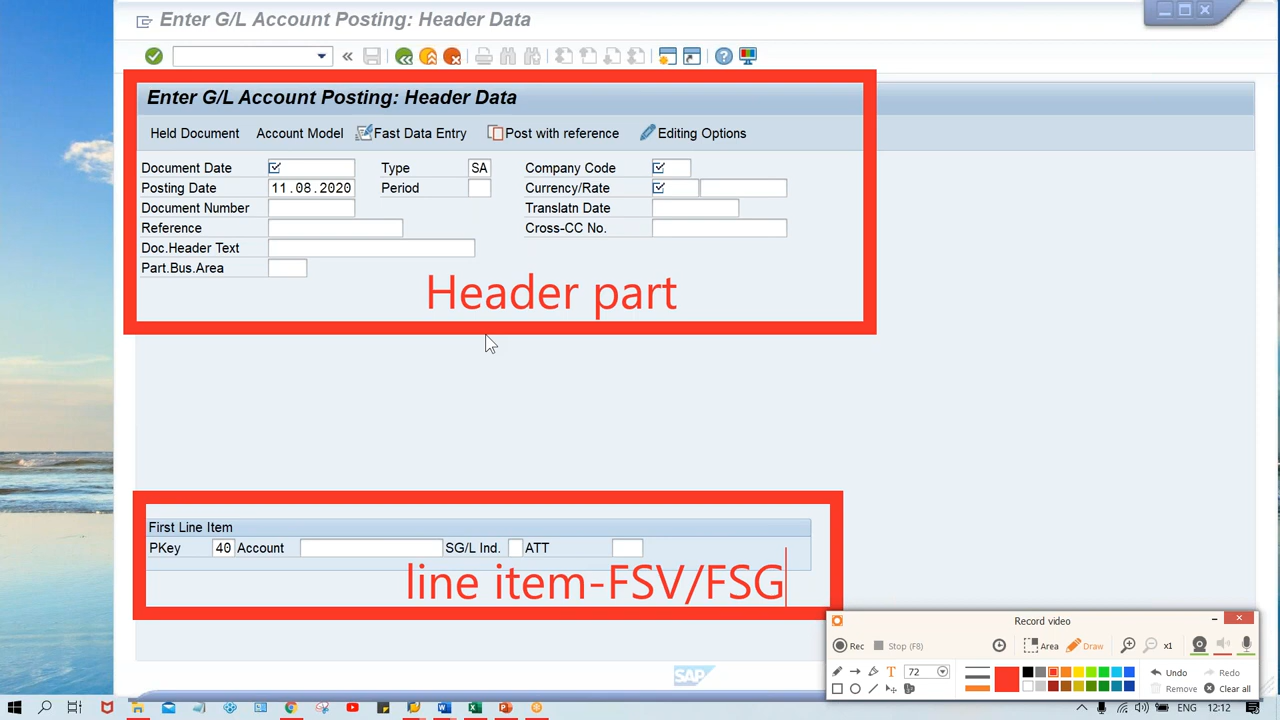 Enter G/L Account Posting: Header Data
Enter G/L Account Posting: Header Data
Held Document Account Model Fast Data Entry Post with reference Editing Options
Document Date Type SA Company Code
Posting Date 11.08.2020 Period Currency/Rate
Document Number Translatn Date
Reference Cross-CC No.
Doc.Header Text
Part.Bus.Area
Header part
First Line Item
PKey 40 Account SG/L Ind. ATT
line item-FSV/FSG
Record video
Rec Stop (F8) Area Draw x1
T 72 Undo Redo
Remove Clear all
SAP
ENG 12:12